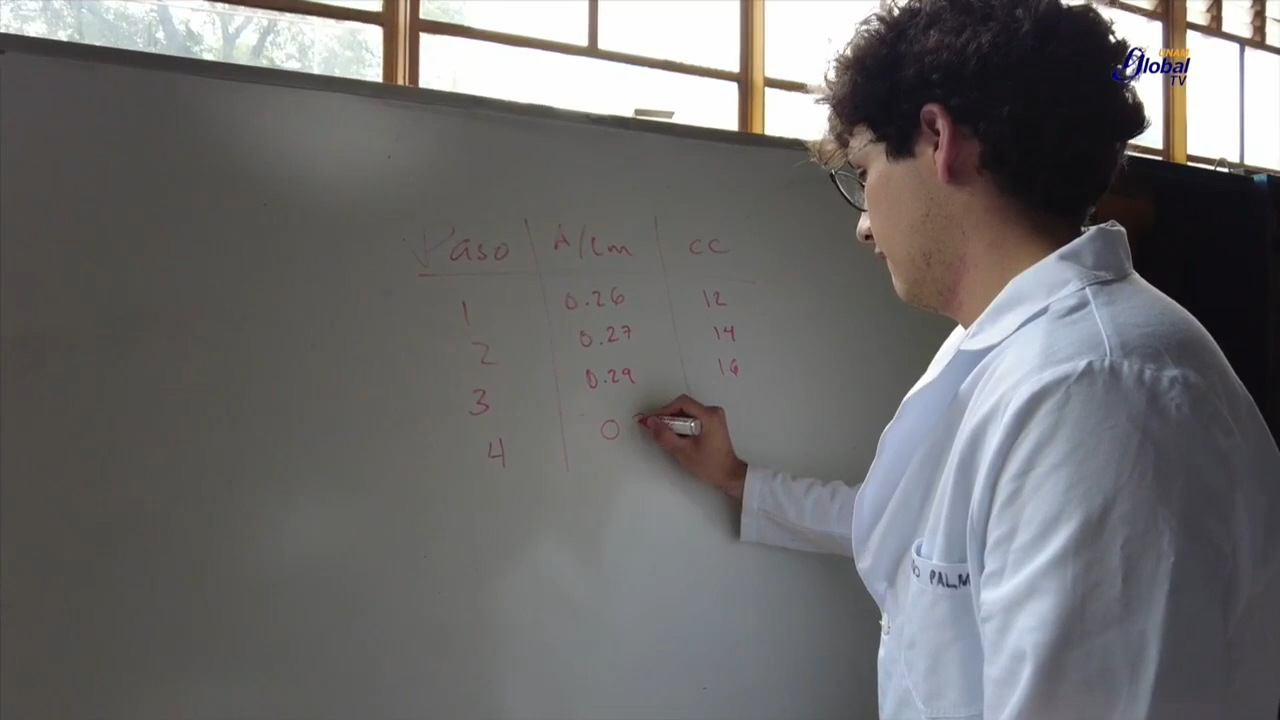 UNAM
Global
TV
Paso A/cm cc
1 0.26 12
2 0.27 14
3 0.29 16
4 0
PALM